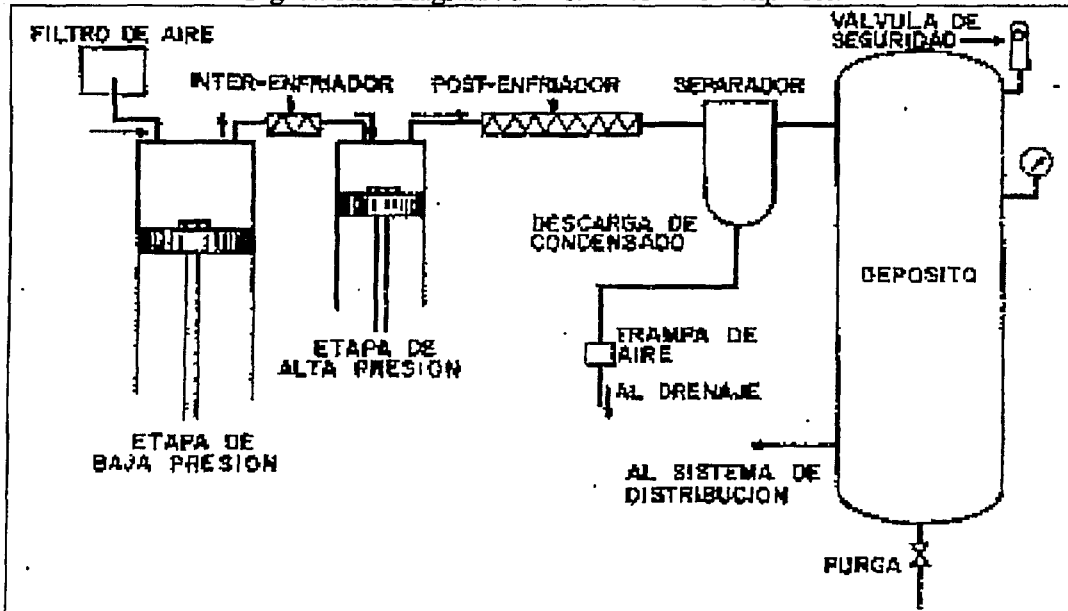 FILTRO DE AIRE
INTER-ENFRIADOR
POST-ENFRIADOR
SEPARADOR
VALVULA DE
SEGURIDAD
DESCARGA DE
CONDENSADO
DEPOSITO
TRAMPA DE
AIRE
AL DRENAJE
ETAPA DE
ALTA PRESION
ETAPA DE
BAJA PRESION
AL SISTEMA DE
DISTRIBUCION
PURGA